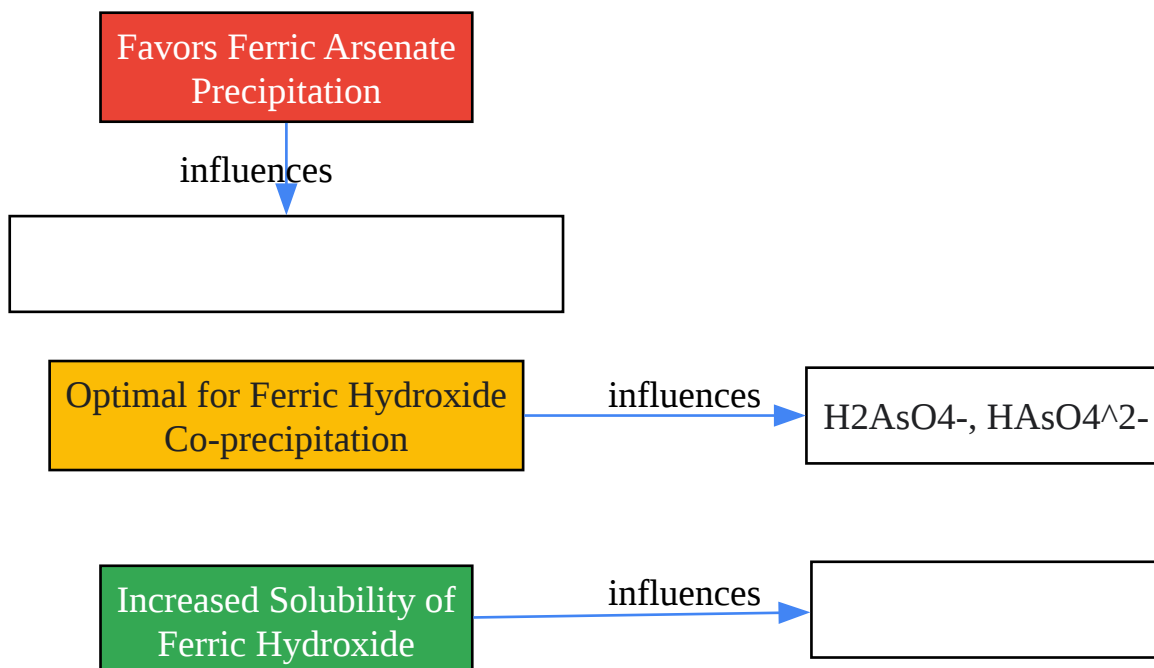 Favors Ferric Arsenate
Precipitation
influences
Optimal for Ferric Hydroxide
Co-precipitation
influences
H2AsO4-, HAsO4^2-
Increased Solubility of
Ferric Hydroxide
influences